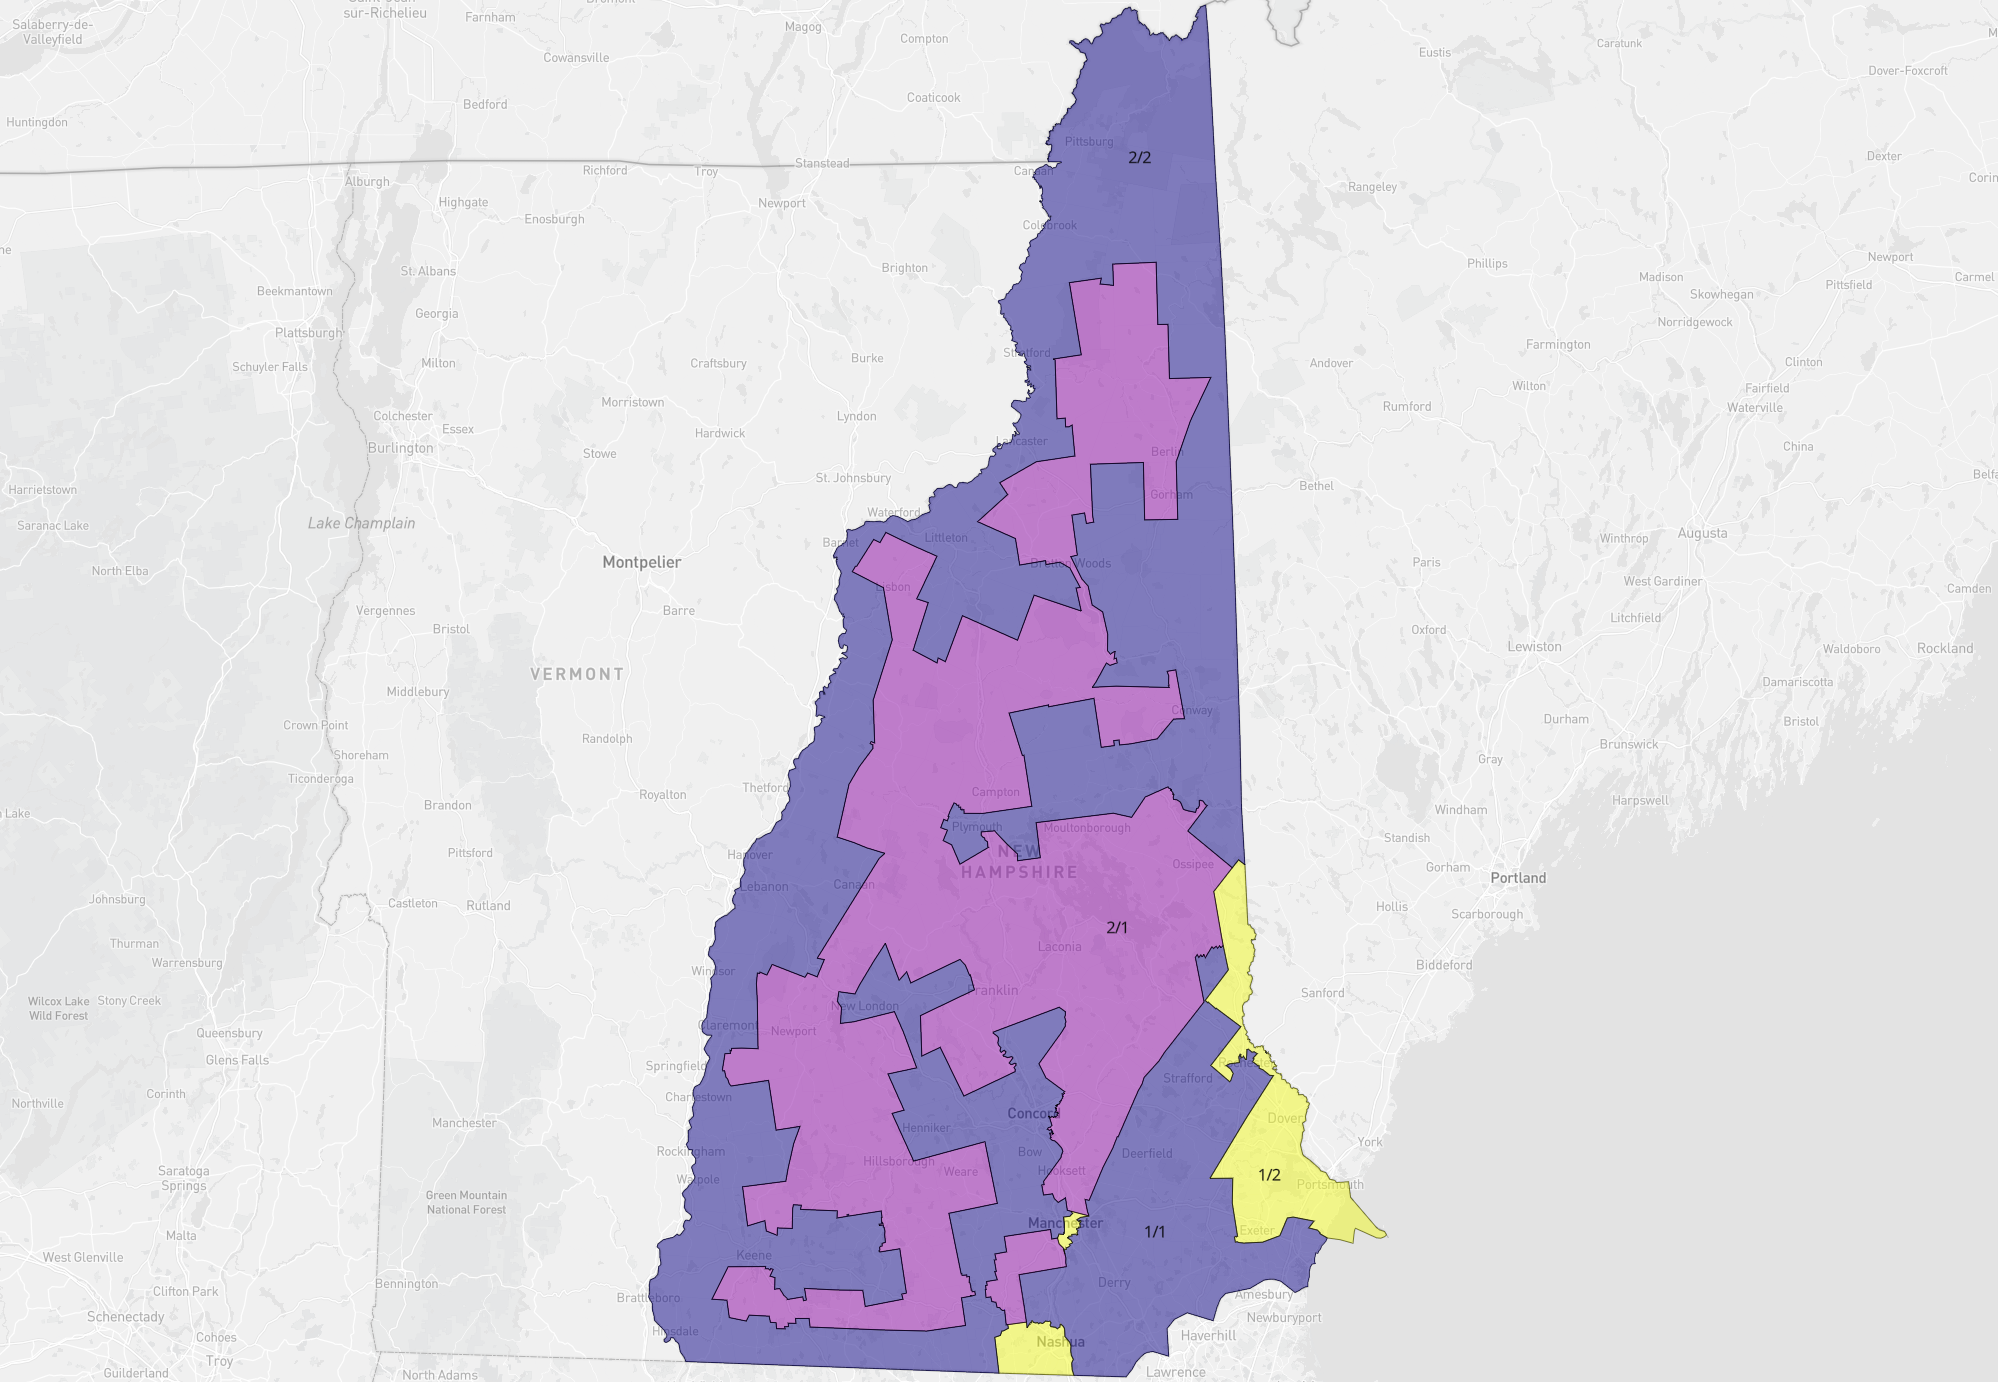 Salaberry-de-
Valleyfield
sur-Richelieu
Farnham
Magog
Compton
Eustis
Caratunk
Cowansville
Dover-Foxcroft
Bedford
Coaticook
Huntingdon
Pittsburg
2/2
Dexter
Stanstead
Richford
Troy
Canaan
Alburgh
Rangeley
Highgate
Newport
Enosburgh
Colebrook
St. Albans
Brighton
Phillips
Newport
Madison
Carmel
Beekmantown
Skowhegan
Pittsfield
Georgia
Norridgewock
Plattsburgh
Stratford
Farmington
Schuyler Falls
Milton
Craftsbury
Burke
Andover
Clinton
Wilton
Fairfield
Morristown
Rumford
Waterville
Colchester
Essex
Lyndon
Burlington
Hardwick
Lancaster
China
Stowe
Berlin
St. Johnsbury
Harrietstown
Bethel
Gorham
Saranac Lake
Lake Champlain
Waterford
Augusta
Barnet
Littleton
Winthrop
Montpelier
Bretton Woods
Paris
North Elba
West Gardiner
Lisbon
Camden
Vergennes
Barre
Litchfield
Bristol
Oxford
Lewiston
Waldoboro
Rockland
VERMONT
Middlebury
Damariscotta
Conway
Crown Point
Durham
Bristol
Randolph
Brunswick
Shoreham
Gray
Ticonderoga
Thetford
Campton
Royalton
Harpswell
Brandon
Windham
Lake
Plymouth
Moultonborough
Standish
NEW
HAMPSHIRE
Pittsford
Hanover
Ossipee
Gorham
Portland
Lebanon
Canaan
Johnsburg
Castleton
Rutland
Hollis
Scarborough
2/1
Thurman
Laconia
Warrensburg
Windsor
Biddeford
Wilcox Lake
Wild Forest
Stony Creek
Franklin
Sanford
New London
Queensbury
Claremont
Newport
Glens Falls
Springfield
Rochester
Strafford
Corinth
Charlestown
Northville
Concord
Dover
Manchester
Henniker
York
Rockingham
Bow
Deerfield
Hillsborough
Weare
Hooksett
Saratoga
Springs
Walpole
1/2
Portsmouth
Green Mountain
National Forest
Manchester
1/1
Exeter
Malta
West Glenville
Keene
Bennington
Derry
Clifton Park
Brattleboro
Amesbury
Schenectady
Newburyport
Hinsdale
Cohoes
Nashua
Haverhill
Troy
Guilderland
North Adams
Lawrence